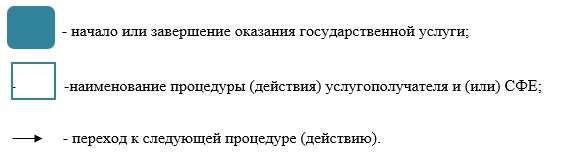 - начало или завершение оказания государственной услуги;
- -наименование процедуры (действия) услугополучателя и (или) СФЕ;
- переход к следующей процедуре (действию).